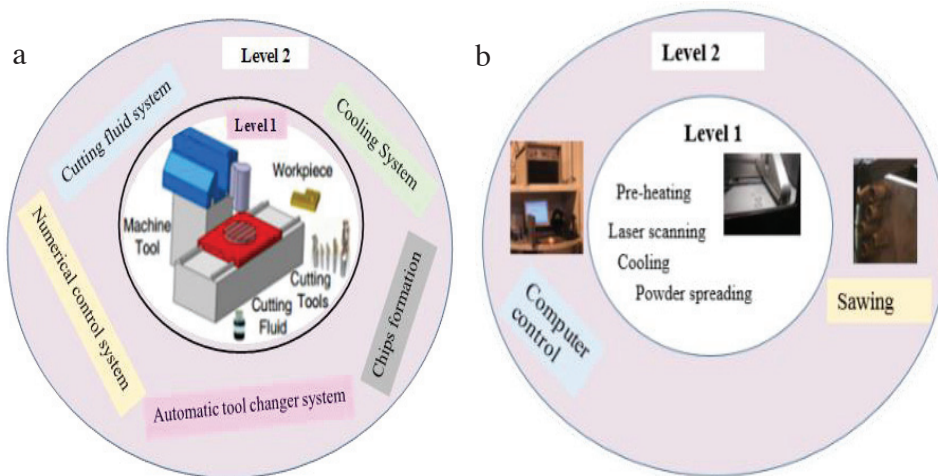 a
Level 2
Cutting fluid system
Cooling System
Level 1
Workpiece
Machine
Tool
Cutting
Tools
Cutting
Fluid
Numerical control system
Chips formation
Automatic tool changer system
b
Level 2
Level 1
Pre-heating
Laser scanning
Cooling
Powder spreading
Computer
control
Sawing